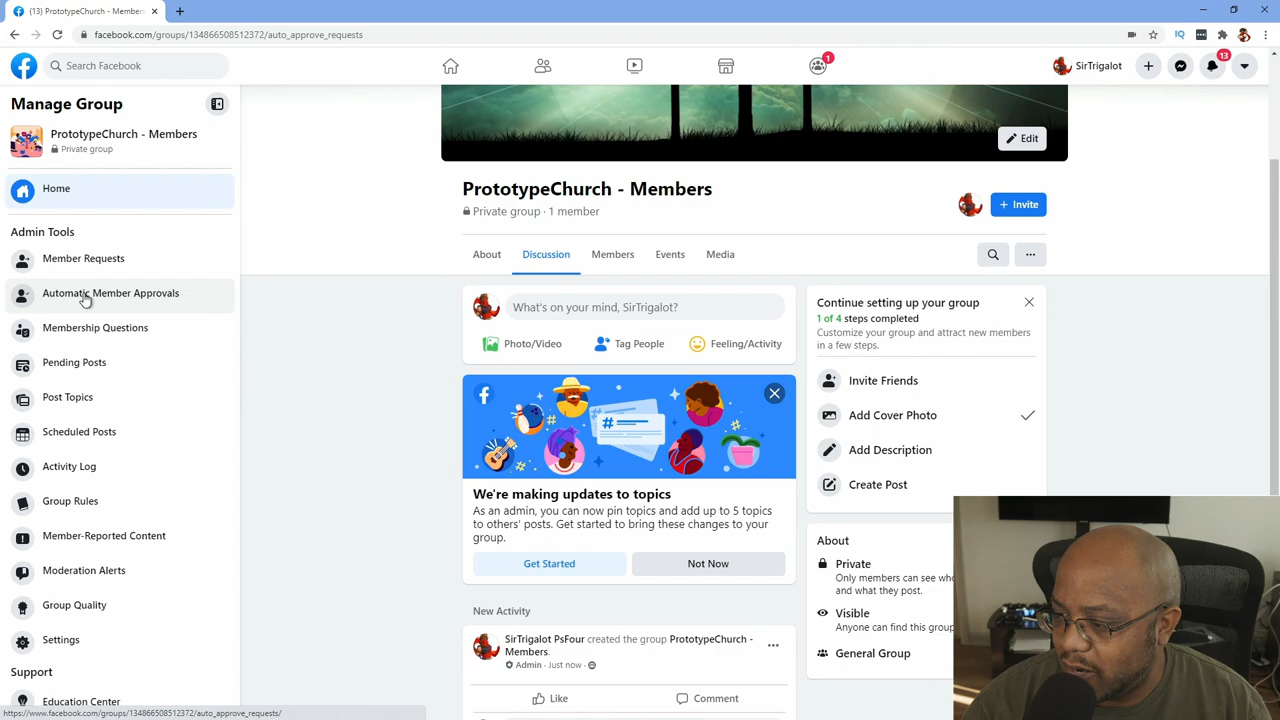 (13) PrototypeChurch - Members
facebook.com/groups/134866508512372/auto_approve_requests
Search Facebook
1
SirTrigalot
13
Manage Group
PrototypeChurch - Members
Private group
Home
Admin Tools
Member Requests
Automatic Member Approvals
Membership Questions
Pending Posts
Post Topics
Scheduled Posts
Activity Log
Group Rules
Member-Reported Content
Moderation Alerts
Group Quality
Settings
Support
Education Center
https://www.facebook.com/groups/134866508512372/auto_approve_requests/
Edit
PrototypeChurch - Members
Private group · 1 member
+ Invite
About
Discussion
Members
Events
Media
What's on your mind, SirTrigalot?
Photo/Video
Tag People
Feeling/Activity
We're making updates to topics
As an admin, you can now pin topics and add up to 5 topics
to others' posts. Get started to bring these changes to your
group.
Get Started
Not Now
New Activity
SirTrigalot PsFour created the group PrototypeChurch -
Members.
Admin · Just now ·
Like
Comment
Continue setting up your group
1 of 4 steps completed
Customize your group and attract new members
in a few steps.
Invite Friends
Add Cover Photo
Add Description
Create Post
About
Private
Only members can see who
and what they post.
Visible
Anyone can find this group
General Group